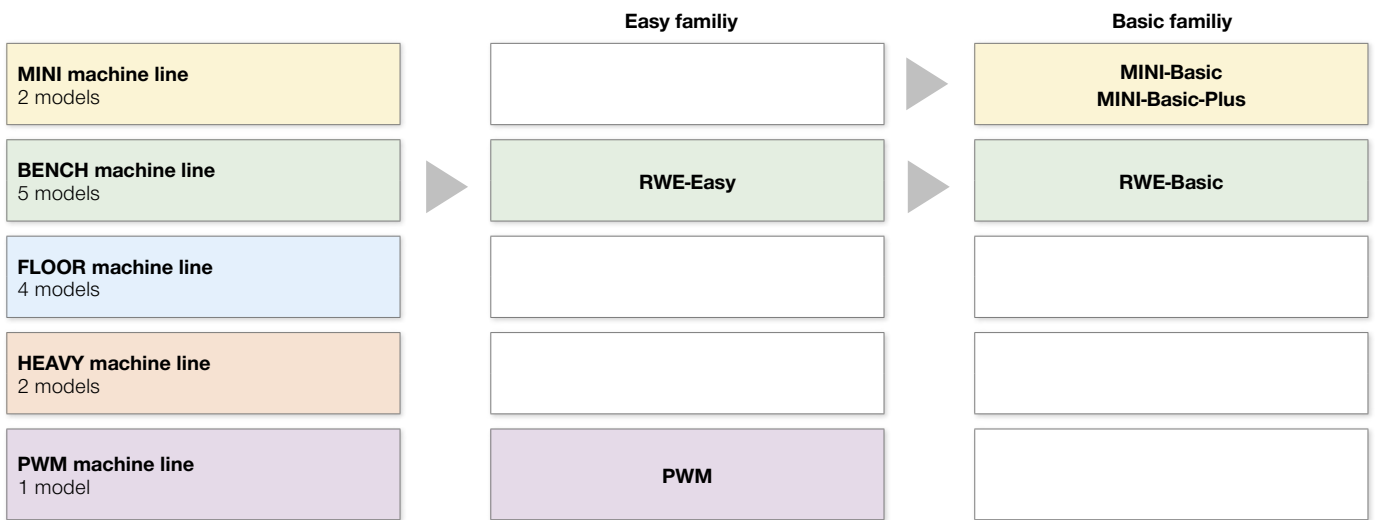 Easy familiy
Basic familiy
MINI machine line
2 models
MINI-Basic
MINI-Basic-Plus
BENCH machine line
5 models
RWE-Easy
RWE-Basic
FLOOR machine line
4 models
HEAVY machine line
2 models
PWM machine line
1 model
PWM